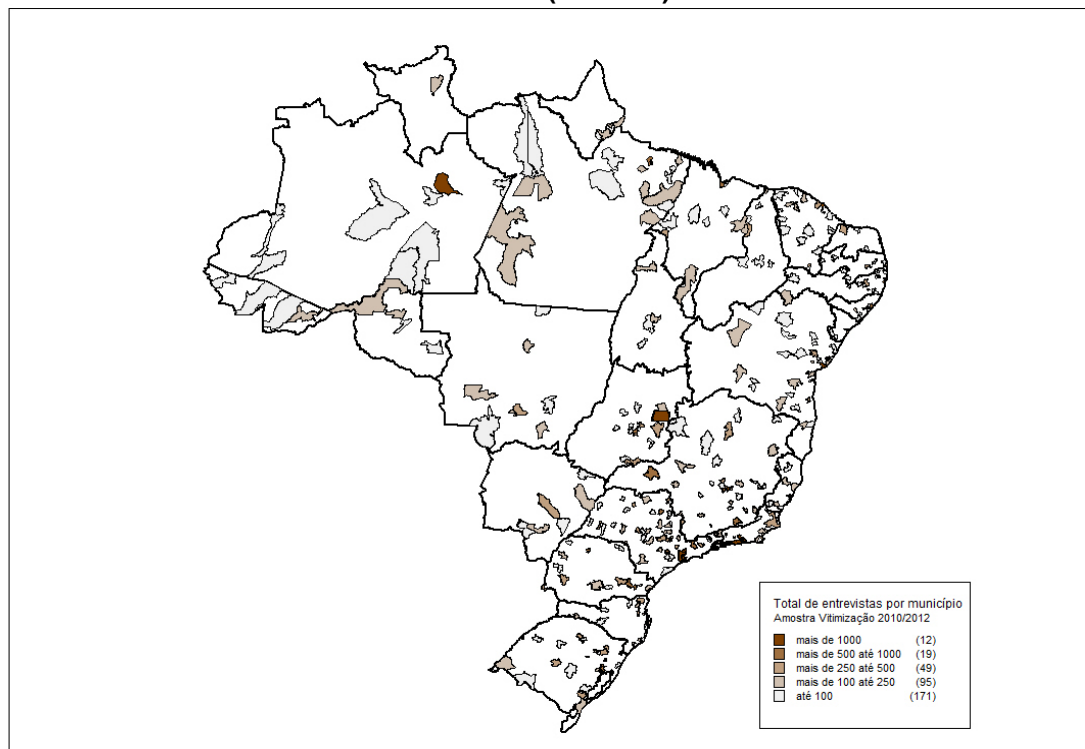 Total de entrevistas por município
Amostra Vitimização 2010/2012
mais de 1000 (12)
mais de 500 até 1000 (19)
mais de 250 até 500 (49)
mais de 100 até 250 (95)
até 100 (171)